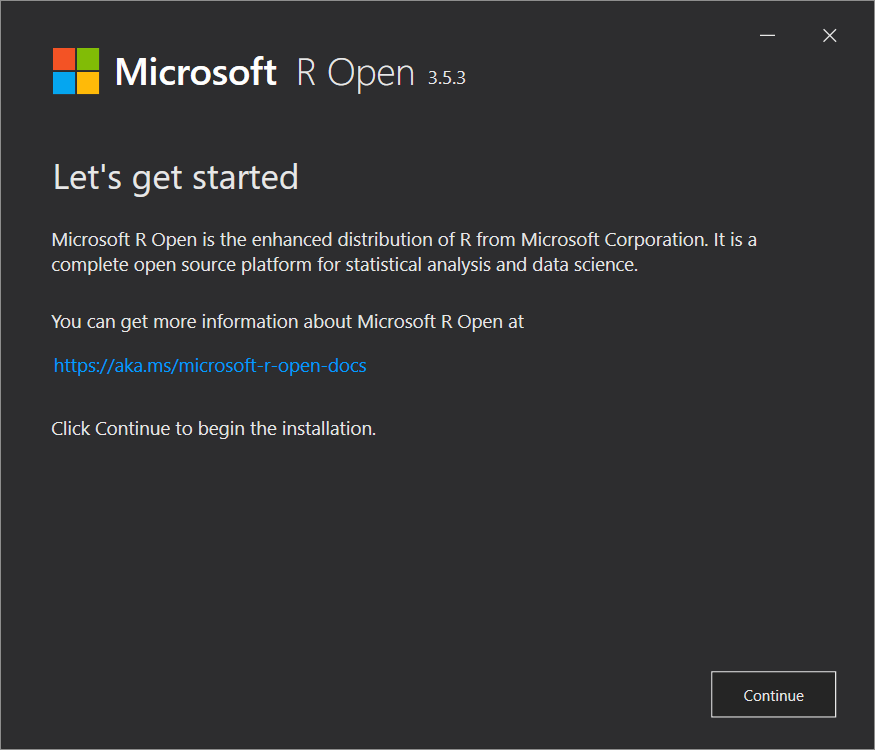 Microsoft R Open 3.5.3
Let's get started
Microsoft R Open is the enhanced distribution of R from Microsoft Corporation. It is a
complete open source platform for statistical analysis and data science.
You can get more information about Microsoft R Open at
https://aka.ms/microsoft-r-open-docs
Click Continue to begin the installation.
Continue